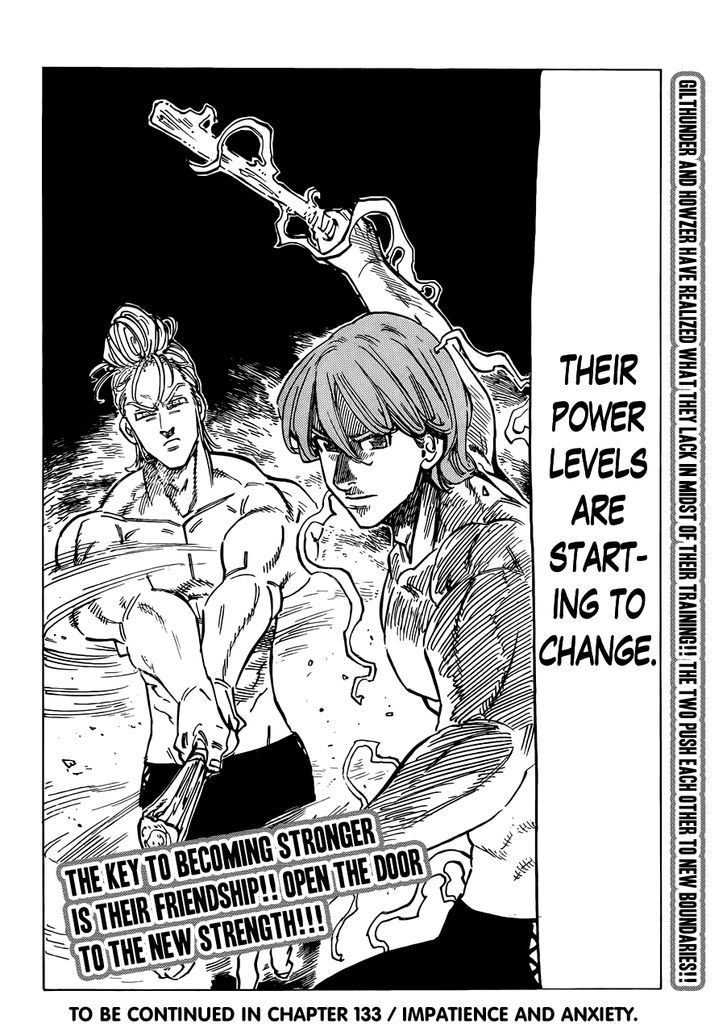 GILTHUNDER AND HOWZER HAVE REALIZED WHAT THEY LACK IN MIDST OF THEIR TRAINING!! THE TWO PUSH EACH OTHER TO NEW BOUNDARIES!!
THEIR
POWER
LEVELS
ARE
START-
ING TO
CHANGE.
THE KEY TO BECOMING STRONGER
IS THEIR FRIENDSHIP!! OPEN THE DOOR
TO THE NEW STRENGTH!!!
TO BE CONTINUED IN CHAPTER 133 / IMPATIENCE AND ANXIETY.